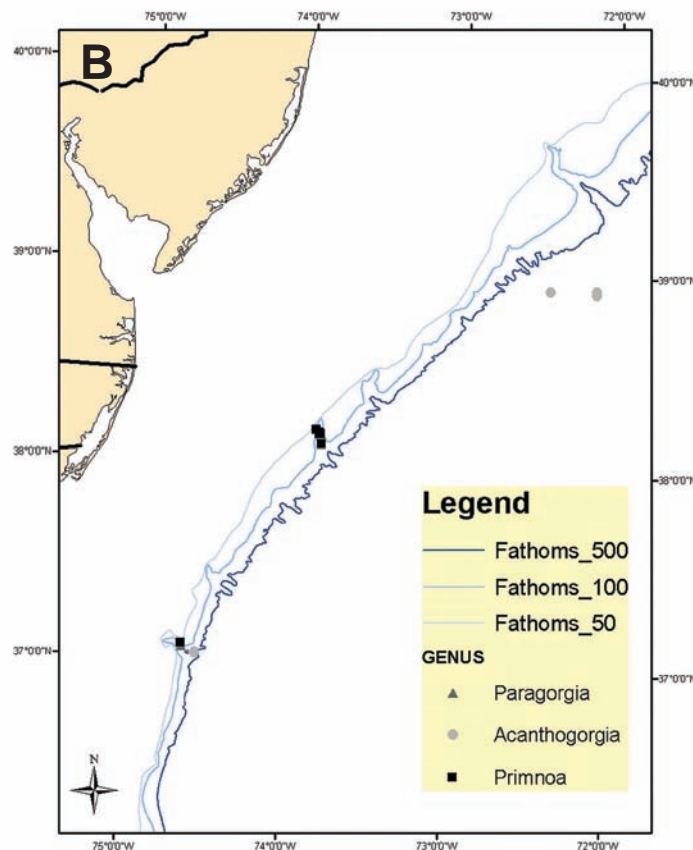 75°0'0"W 74°0'0"W 73°0'0"W 72°0'0"W
B
40°0'0"N
40°0'0"N
39°0'0"N
39°0'0"N
38°0'0"N
38°0'0"N
37°0'0"N
37°0'0"N
Legend
Fathoms_500
Fathoms_100
Fathoms_50
GENUS
Paragorgia
Acanthogorgia
Primnoa
N
75°0'0"W 74°0'0"W 73°0'0"W 72°0'0"W